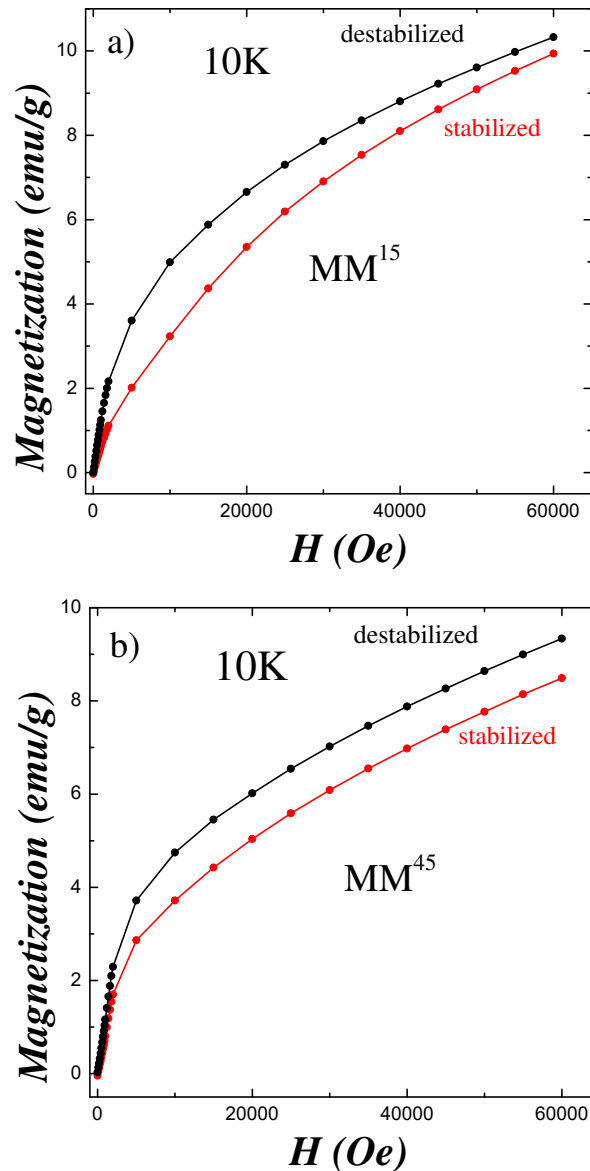 a)
10K
destabilized
stabilized
MM¹⁵
Magnetization (emu/g)
10
8
6
4
2
0
0
20000
40000
60000
H (Oe)
b)
10K
destabilized
stabilized
MM⁴⁵
Magnetization (emu/g)
10
8
6
4
2
0
0
20000
40000
60000
H (Oe)